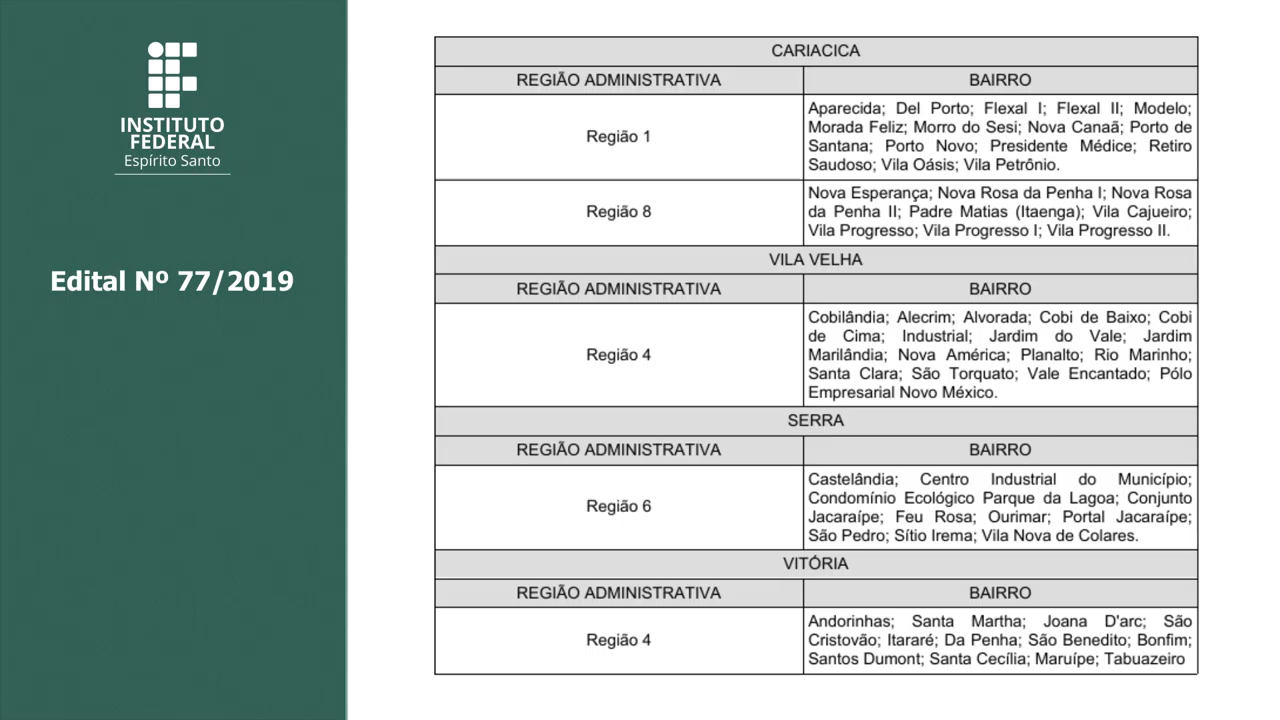 INSTITUTO
FEDERAL
Espírito Santo
Edital Nº 77/2019
CARIACICA
REGIÃO ADMINISTRATIVA BAIRRO
Região 1
Aparecida; Del Porto; Flexal I; Flexal II; Modelo;
Morada Feliz; Morro do Sesi; Nova Canaã; Porto de
Santana; Porto Novo; Presidente Médice; Retiro
Saudoso; Vila Oásis; Vila Petrônio.
Região 8
Nova Esperança; Nova Rosa da Penha I; Nova Rosa
da Penha II; Padre Matias (Itaenga); Vila Cajueiro;
Vila Progresso; Vila Progresso I; Vila Progresso II.
VILA VELHA
REGIÃO ADMINISTRATIVA BAIRRO
Região 4
Cobilândia; Alecrim; Alvorada; Cobi de Baixo; Cobi
de Cima; Industrial; Jardim do Vale; Jardim
Marilândia; Nova América; Planalto; Rio Marinho;
Santa Clara; São Torquato; Vale Encantado; Pólo
Empresarial Novo México.
SERRA
REGIÃO ADMINISTRATIVA BAIRRO
Região 6
Castelândia; Centro Industrial do Município;
Condomínio Ecológico Parque da Lagoa; Conjunto
Jacaraípe; Feu Rosa; Ourimar; Portal Jacaraípe;
São Pedro; Sítio Irema; Vila Nova de Colares.
VITÓRIA
REGIÃO ADMINISTRATIVA BAIRRO
Região 4
Andorinhas; Santa Martha; Joana D'arc; São
Cristovão; Itararé; Da Penha; São Benedito; Bonfim;
Santos Dumont; Santa Cecília; Maruípe; Tabuazeiro